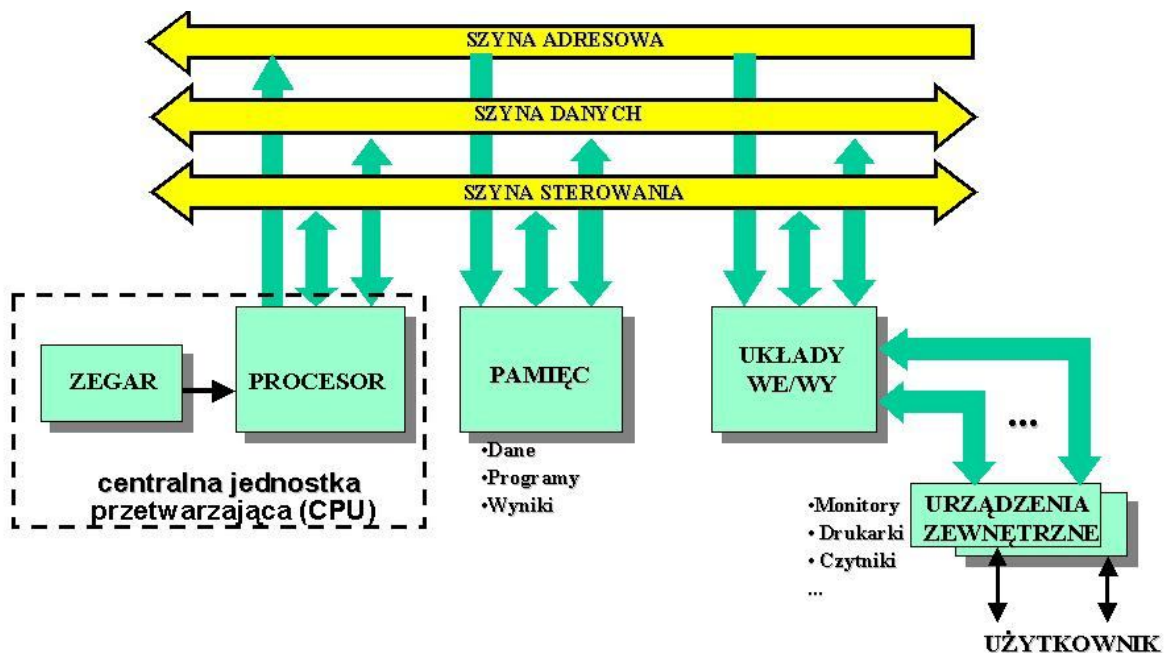 SZYNA ADRESOWA
SZYNA DANYCH
SZYNA STEROWANIA
ZEGAR
PROCESOR
centralna jednostka
przetwarzająca (CPU)
PAMIĘC
•Dane
•Programy
•Wyniki
UKŁADY
WE/WY
...
•Monitory
• Drukarki
• Czytniki
...
URZĄDZENIA
ZEWNĘTRZNE
UŻYTKOWNIK